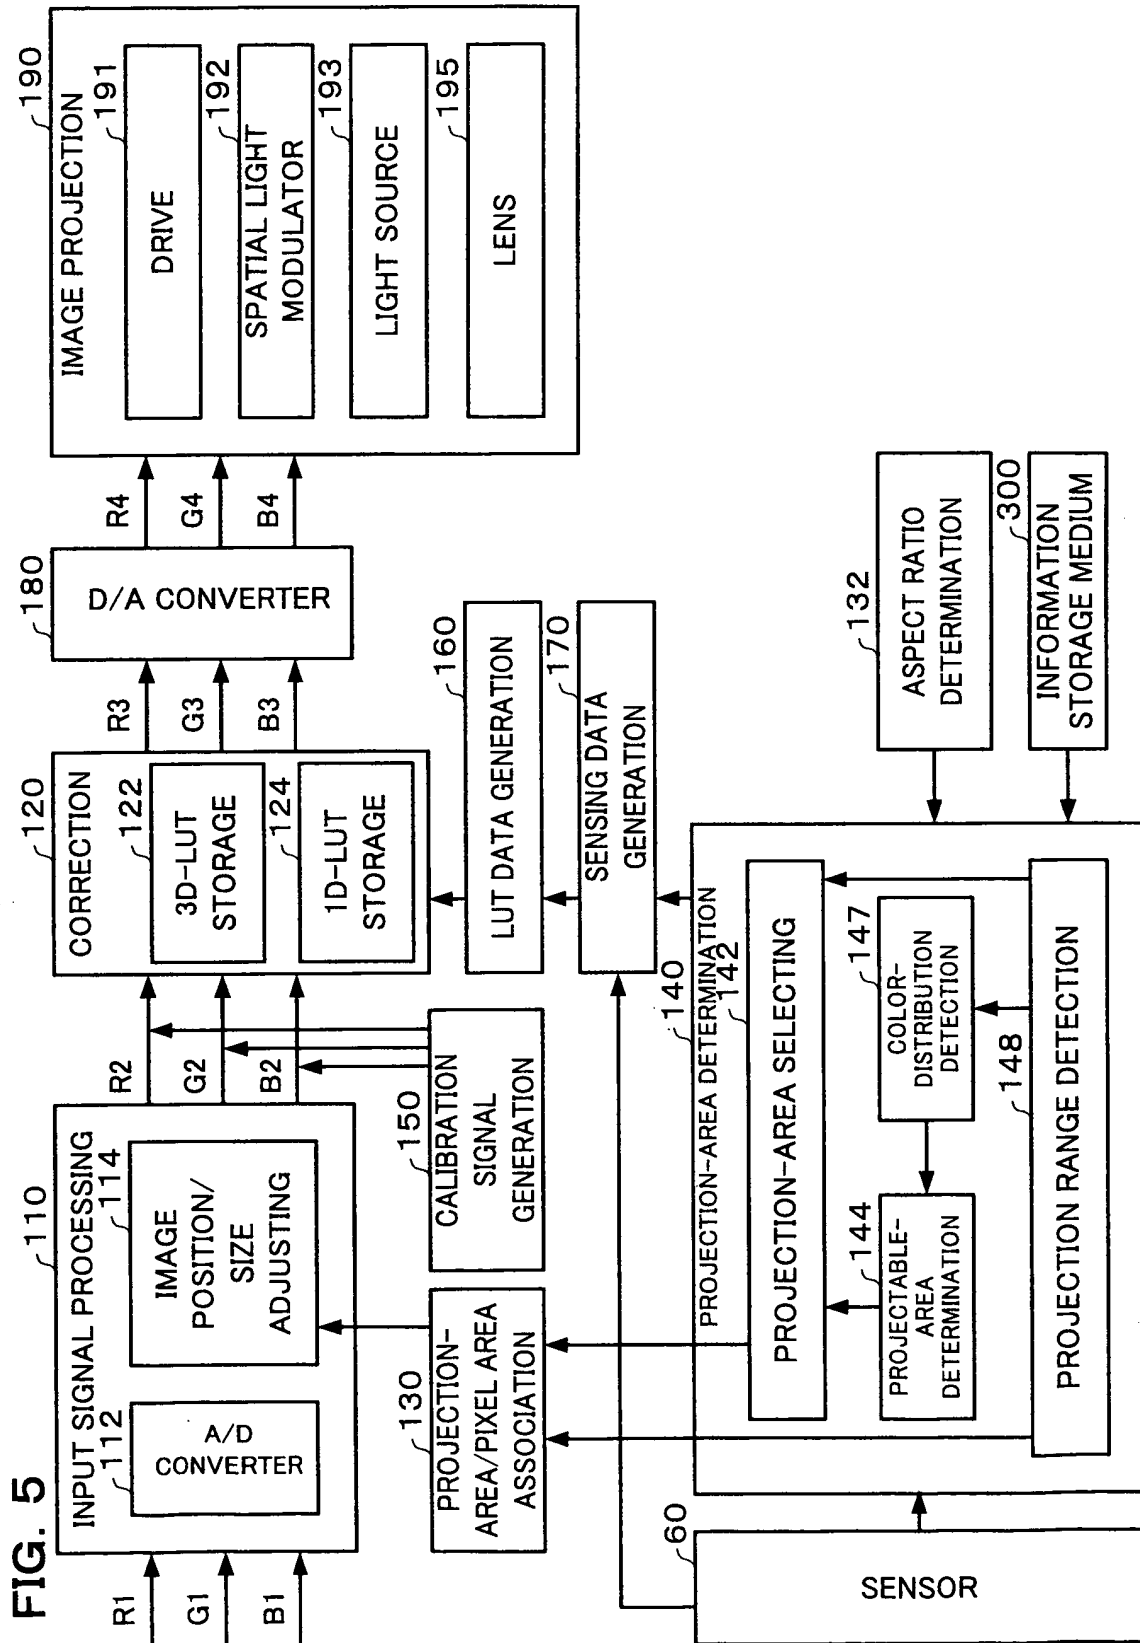 FIG. 5
R1
G1
B1
110
INPUT SIGNAL PROCESSING
112
A/D
CONVERTER
114
IMAGE
POSITION/
SIZE
ADJUSTING
R2
G2
B2
120
CORRECTION
122
3D-LUT
STORAGE
124
1D-LUT
STORAGE
R3
G3
B3
180
D/A CONVERTER
R4
G4
B4
190
IMAGE PROJECTION
191
DRIVE
192
SPATIAL LIGHT
MODULATOR
193
LIGHT SOURCE
195
LENS
130
PROJECTION-
AREA/PIXEL AREA
ASSOCIATION
150
CALIBRATION
SIGNAL
GENERATION
160
LUT DATA GENERATION
170
SENSING DATA
GENERATION
60
SENSOR
140
PROJECTION-AREA DETERMINATION
142
PROJECTION-AREA SELECTING
144
PROJECTABLE-
AREA
DETERMINATION
147
COLOR-
DISTRIBUTION
DETECTION
148
PROJECTION RANGE DETECTION
132
ASPECT RATIO
DETERMINATION
300
INFORMATION
STORAGE MEDIUM